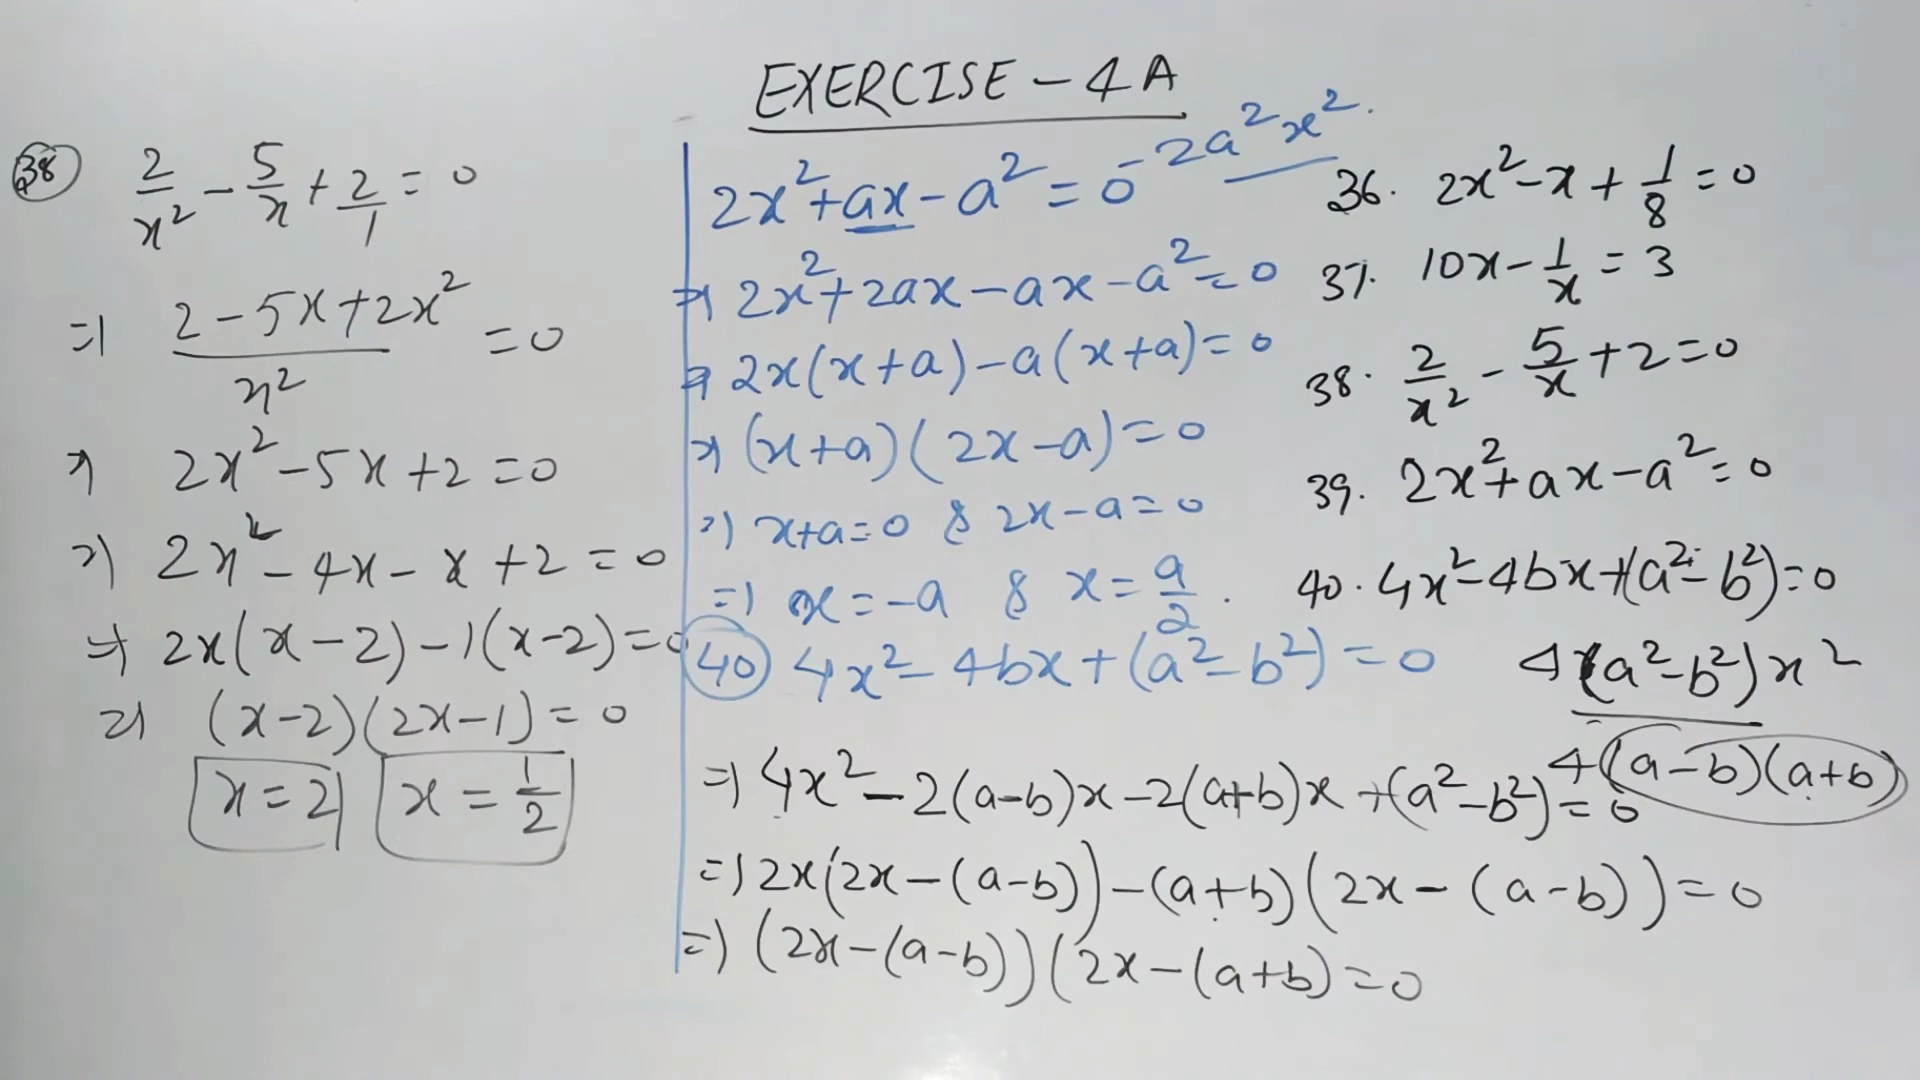 EXERCISE - 4A
(38) 2/x² - 5/x + 2/1 = 0
=) (2 - 5x + 2x²)/x² = 0
⇒ 2x² - 5x + 2 = 0
⇒ 2x² - 4x - x + 2 = 0
⇒ 2x(x - 2) - 1(x - 2) = 0
⇒ (x - 2)(2x - 1) = 0
x = 2 x = 1/2
2x² + ax - a² = 0 - 2a²x².
⇒ 2x² + 2ax - ax - a² = 0
⇒ 2x(x + a) - a(x + a) = 0
⇒ (x + a)(2x - a) = 0
⇒ x + a = 0 & 2x - a = 0
=) x = -a & x = a/2.
(40) 4x² - 4bx + (a² - b²) = 0
=) 4x² - 2(a-b)x - 2(a+b)x + (a² - b²) = 0
=) 2x(2x - (a-b)) - (a+b)(2x - (a-b)) = 0
=) (2x - (a-b))(2x - (a+b) = 0
36. 2x² - x + 1/8 = 0
37. 10x - 1/x = 3
38. 2/x² - 5/x + 2 = 0
39. 2x² + ax - a² = 0
40. 4x² - 4bx + (a² - b²) = 0
4(a² - b²)x²
4(a-b)(a+b)